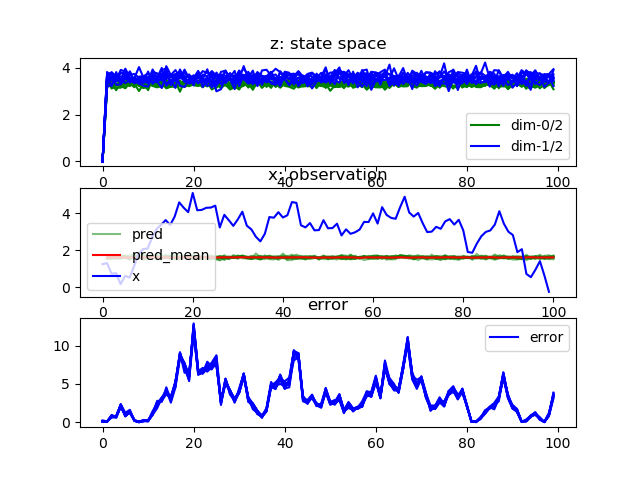 z: state space
4
2
0
dim-0/2
dim-1/2
0 20 40 60 80 100
x: observation
4
2
0
pred
pred_mean
x
0 20 40 60 80 100
error
10
5
0
error
0 20 40 60 80 100